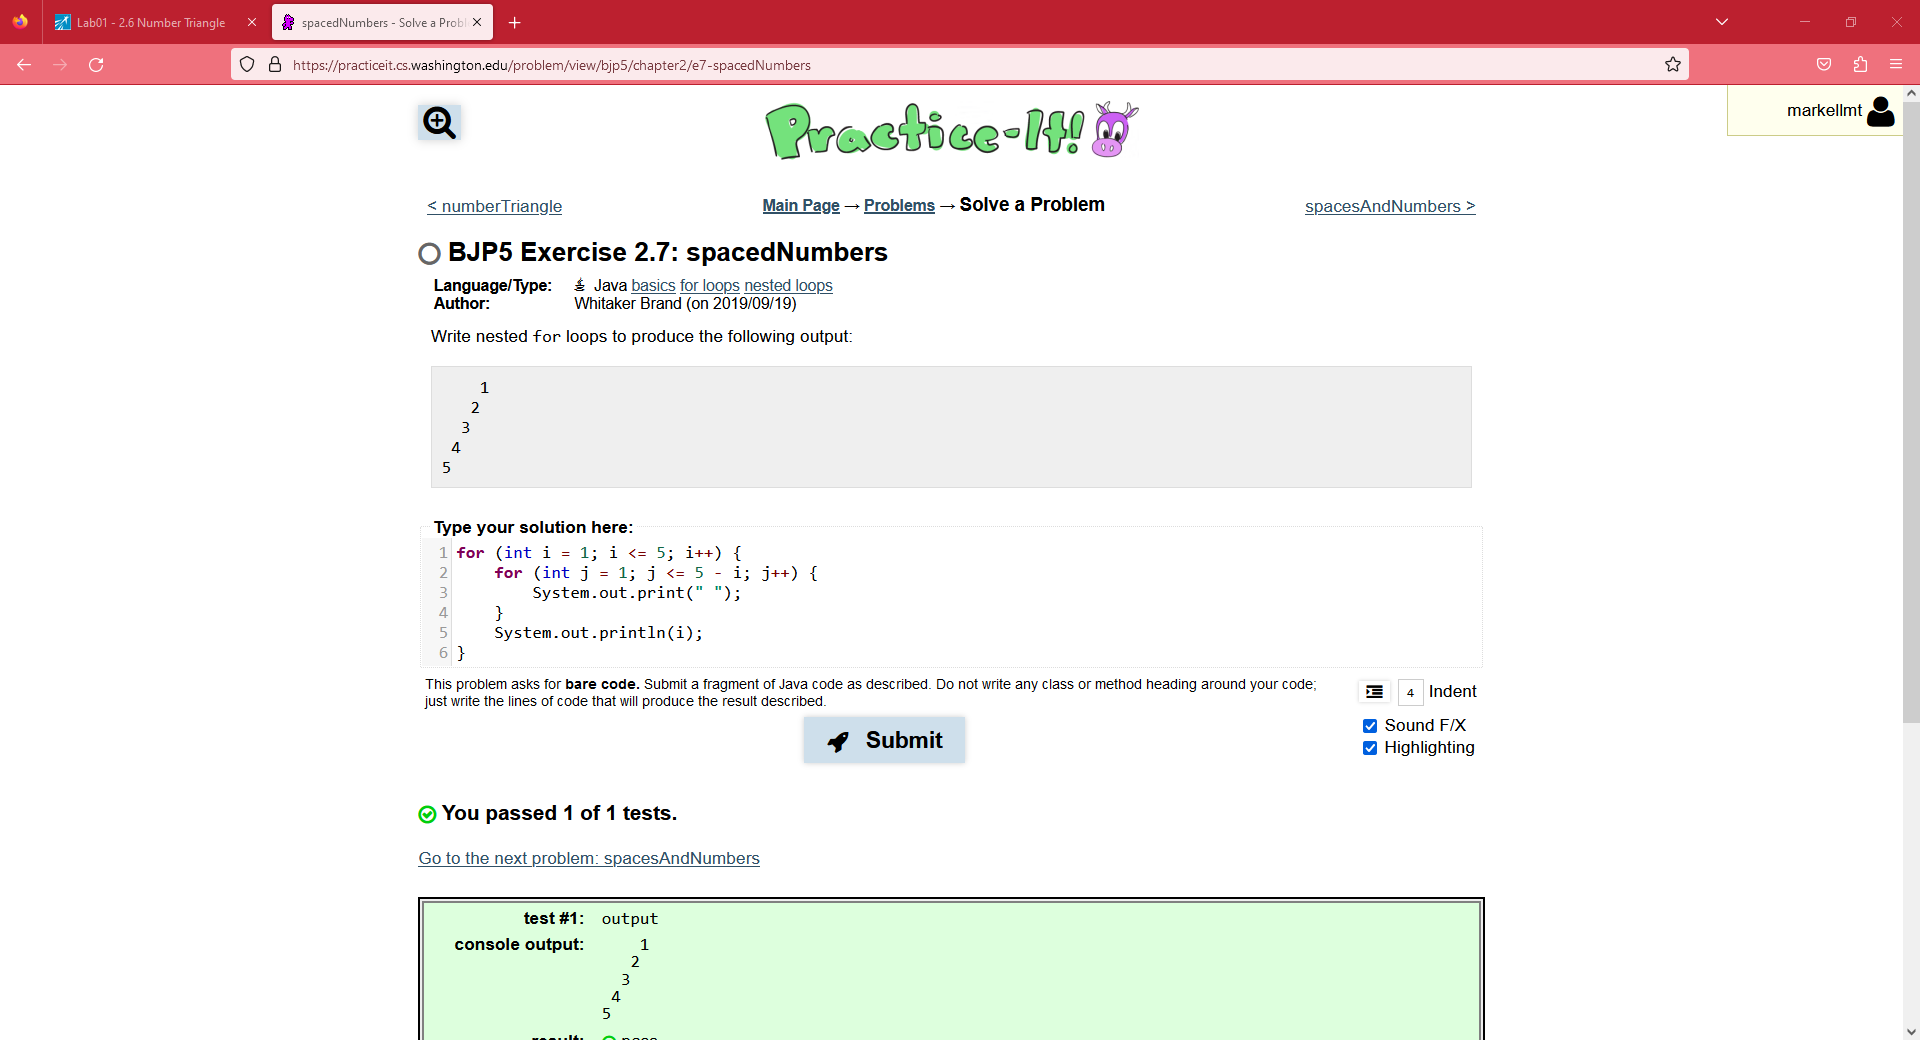 Lab01 - 2.6 Number Triangle
spacedNumbers - Solve a Probl
https://practiceit.cs.washington.edu/problem/view/bjp5/chapter2/e7-spacedNumbers
Practice-It!
markellmt
< numberTriangle
Main Page → Problems → Solve a Problem
spacesAndNumbers >
BJP5 Exercise 2.7: spacedNumbers
Language/Type: Java basics for loops nested loops
Author: Whitaker Brand (on 2019/09/19)
Write nested for loops to produce the following output:
     1
    2
   3
  4
5
Type your solution here:
1 for (int i = 1; i <= 5; i++) {
2     for (int j = 1; j <= 5 - i; j++) {
3         System.out.print(" ");
4     }
5     System.out.println(i);
6 }
This problem asks for bare code. Submit a fragment of Java code as described. Do not write any class or method heading around your code;
just write the lines of code that will produce the result described.
4 Indent
Sound F/X
Highlighting
Submit
You passed 1 of 1 tests.
Go to the next problem: spacesAndNumbers
test #1: output
console output:     1
   2
  3
 4
5
result: pass